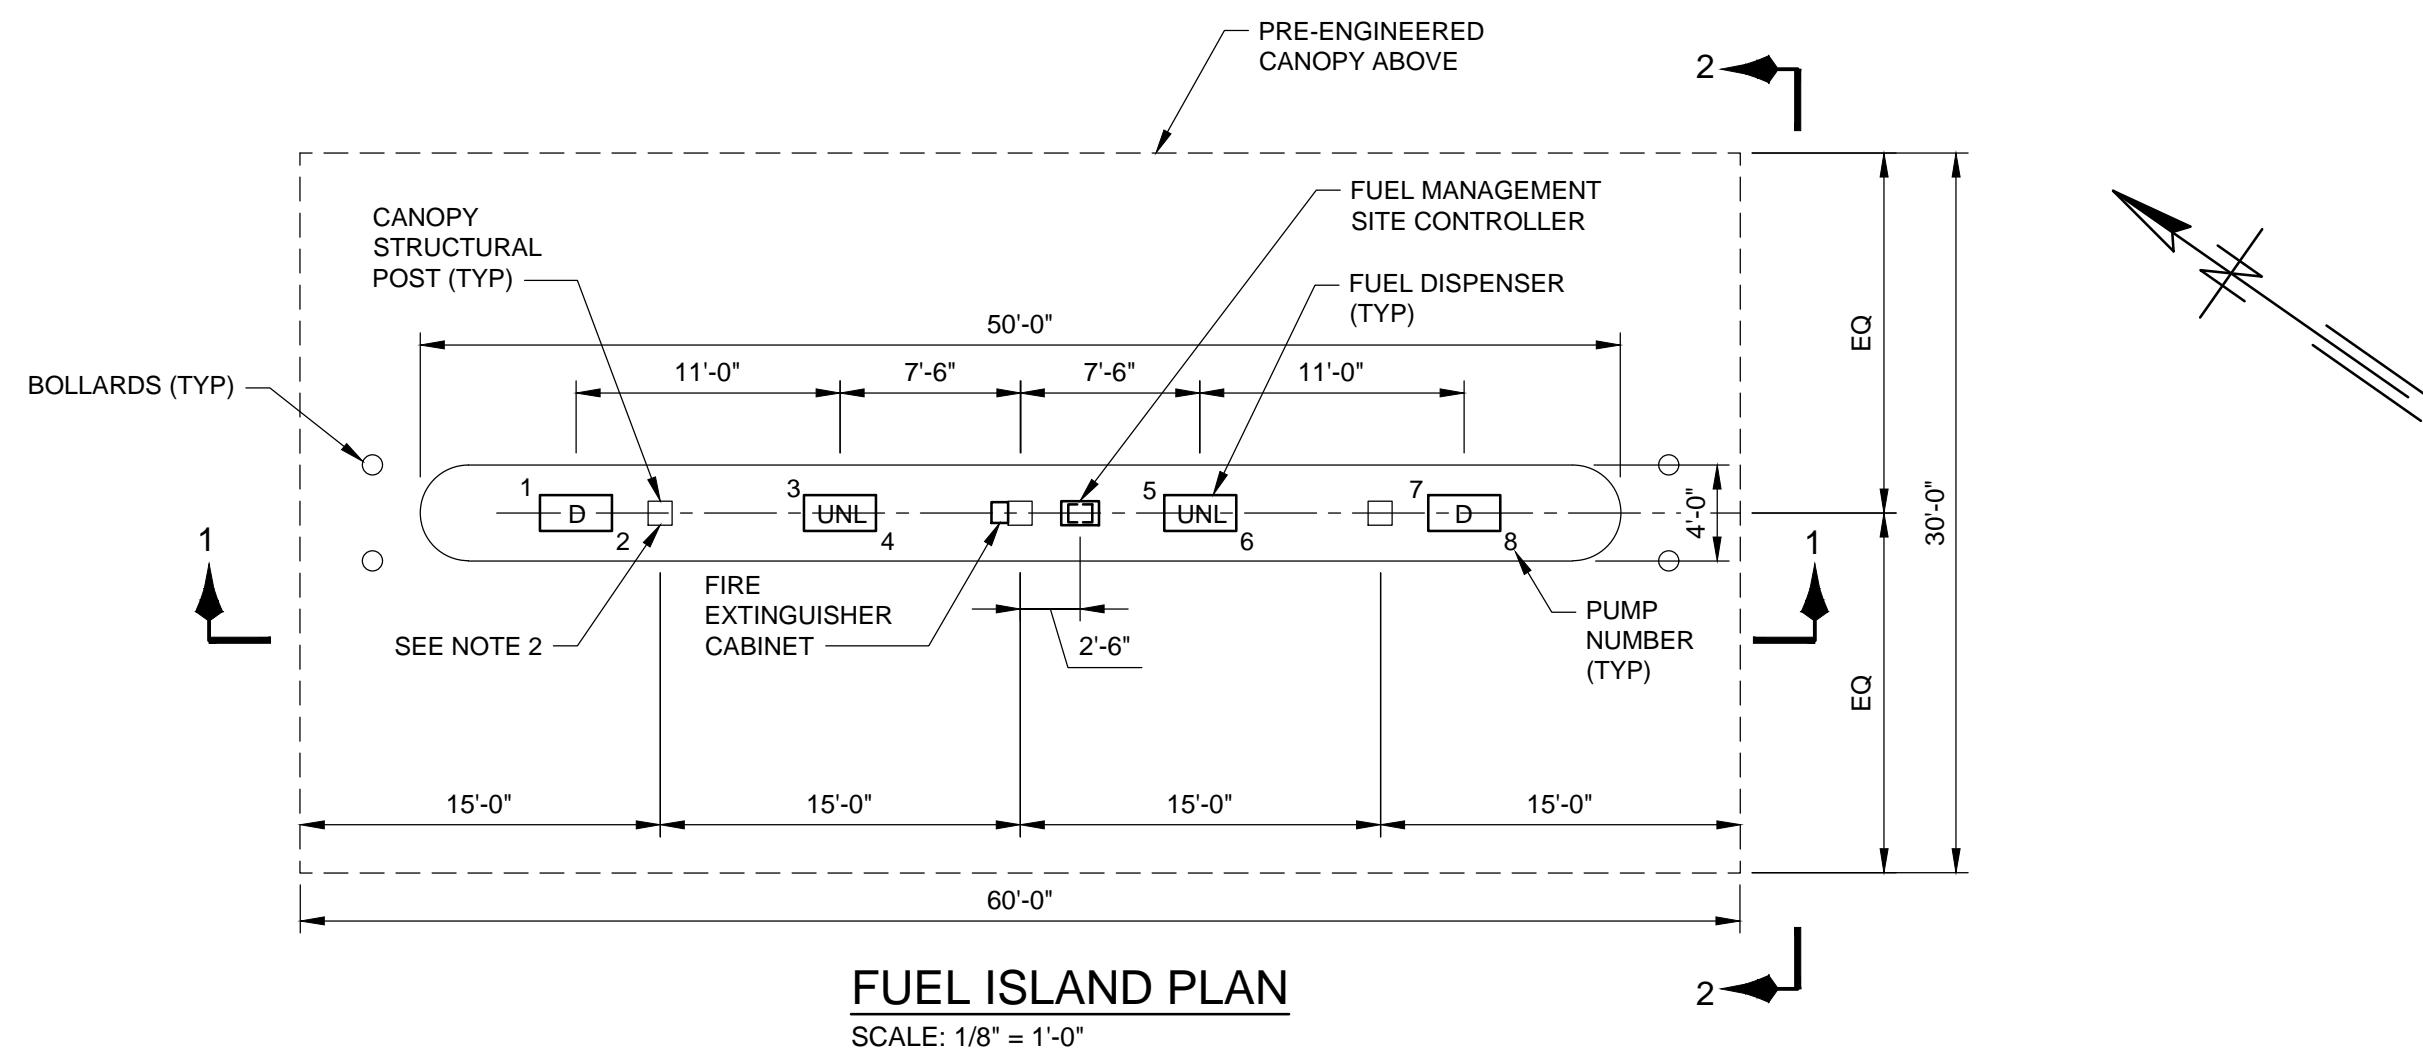 PRE-ENGINEERED
CANOPY ABOVE
2
FUEL MANAGEMENT
SITE CONTROLLER
CANOPY
STRUCTURAL
POST (TYP)
FUEL DISPENSER
(TYP)
50'-0"
EQ
11'-0"
7'-6"
7'-6"
11'-0"
BOLLARDS (TYP)
N
1
D
2
3
UNL
4
5
UNL
6
7
D
8
4'-0"
30'-0"
1
1
FIRE
EXTINGUISHER
CABINET
SEE NOTE 2
2'-6"
PUMP
NUMBER
(TYP)
EQ
15'-0"
15'-0"
15'-0"
15'-0"
60'-0"
2
FUEL ISLAND PLAN
SCALE: 1/8" = 1'-0"